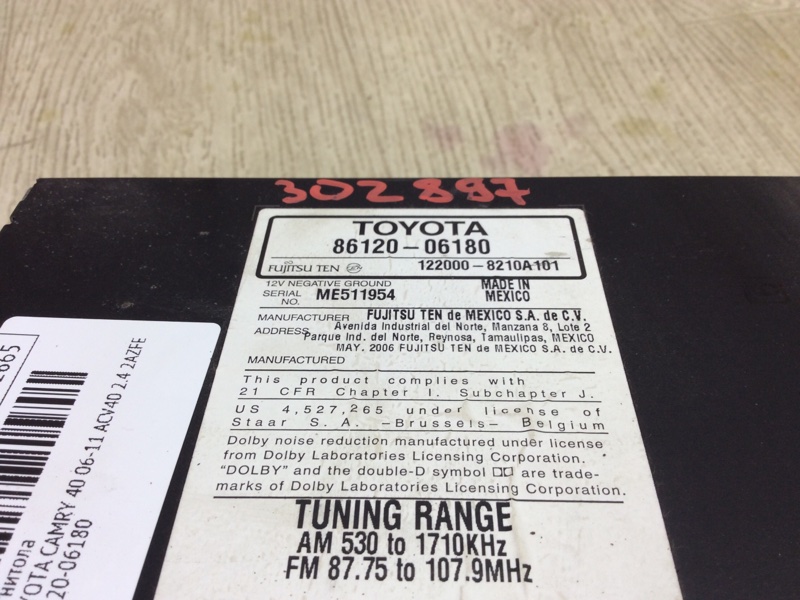 302897
TOYOTA
86120-06180
FUJITSU TEN 122000-8210A101
12V NEGATIVE GROUND
SERIAL NO. ME511954
MADE IN MEXICO
MANUFACTURER FUJITSU TEN de MEXICO S.A. de C.V.
ADDRESS Avenida Industrial del Norte, Manzana 8, Lote 2
Parque Ind. del Norte, Reynosa, Tamaulipas, MEXICO
MAY. 2006 FUJITSU TEN de MEXICO S.A. de C.V.
MANUFACTURED
This product complies with
21 CFR Chapter I. Subchapter J.
US 4,527,265 under license of
Staar S. A. -Brussels- Belgium
Dolby noise reduction manufactured under license
from Dolby Laboratories Licensing Corporation.
"DOLBY" and the double-D symbol are trade-
marks of Dolby Laboratories Licensing Corporation.
TUNING RANGE
AM 530 to 1710KHz
FM 87.75 to 107.9MHz
2665
нитола
YOTA CAMRY 40 06-11 ACV40 2.4 2AZFE
20-06180